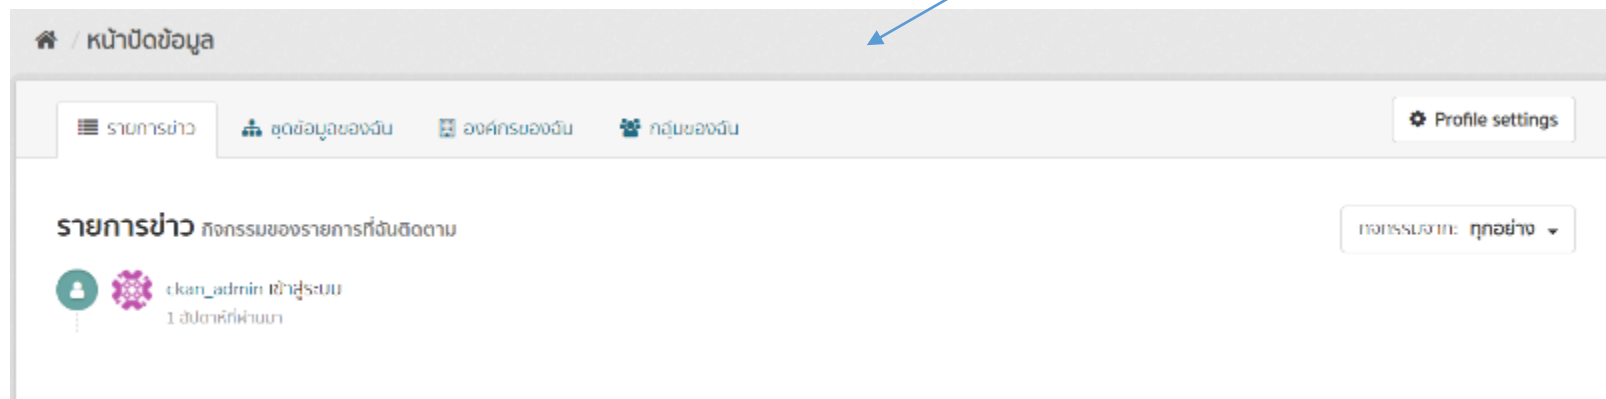 / หน้าปัดข้อมูล
รายการข่าว ชุดข้อมูลของฉัน องค์กรของฉัน กลุ่มของฉัน Profile settings
รายการข่าว กิจกรรมของรายการที่ฉันติดตาม กิจกรรมจาก: ทุกอย่าง
ckan_admin เข้าสู่ระบบ
1 สัปดาห์ที่ผ่านมา